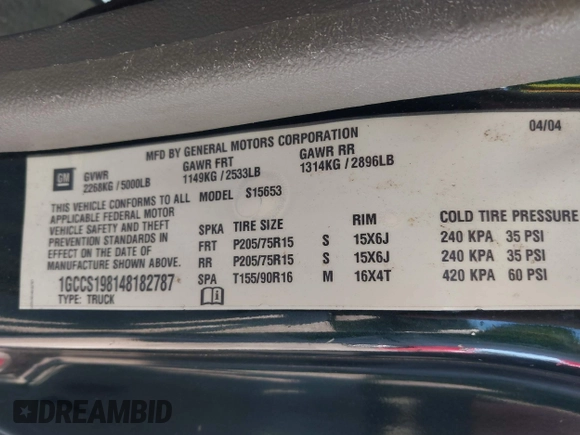 MFD BY GENERAL MOTORS CORPORATION 04/04
GM GVWR GAWR FRT GAWR RR
2268KG / 5000LB 1149KG / 2533LB 1314KG / 2896LB
THIS VEHICLE CONFORMS TO ALL MODEL S15653
APPLICABLE FEDERAL MOTOR
VEHICLE SAFETY AND THEFT
PREVENTION STANDARDS IN
EFFECT ON THE DATE OF
MANUFACTURE SHOWN ABOVE.
1GCCS198148182787
TYPE: TRUCK
SPKA TIRE SIZE RIM COLD TIRE PRESSURE
FRT P205/75R15 S 15X6J 240 KPA 35 PSI
RR P205/75R15 S 15X6J 240 KPA 35 PSI
SPA T155/90R16 M 16X4T 420 KPA 60 PSI
DREAMBID